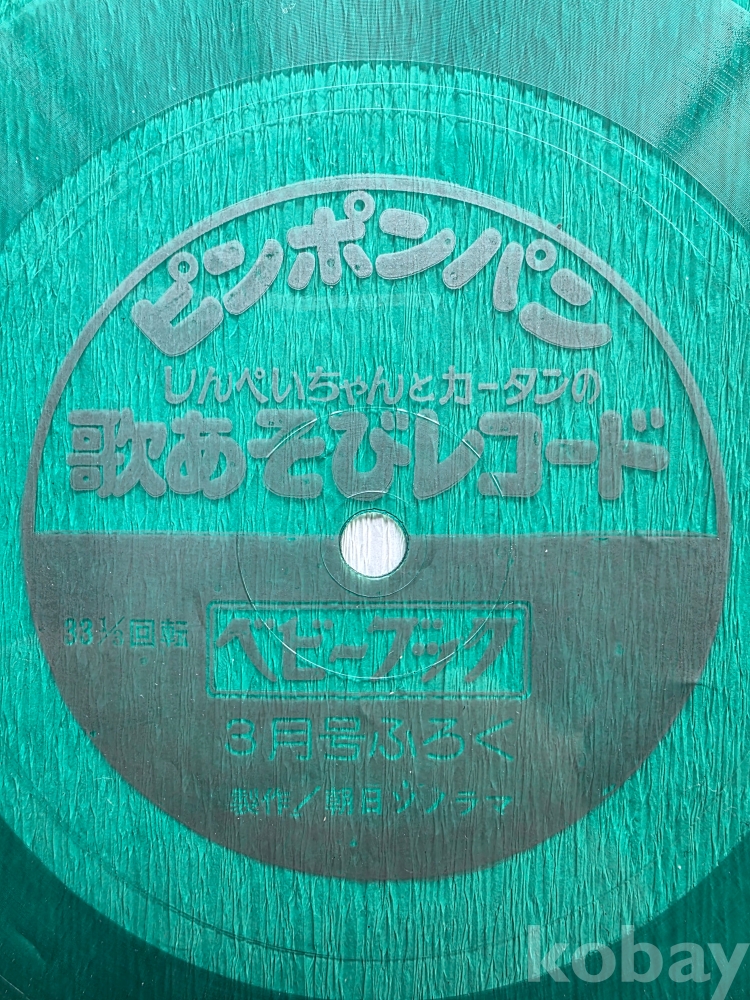 ピンポンパン
しんぺいちゃんとカータンの
歌あそびレコード
33⅓回転
ベビーブック
3月号ふろく
製作/朝日ソノラマ
kobay